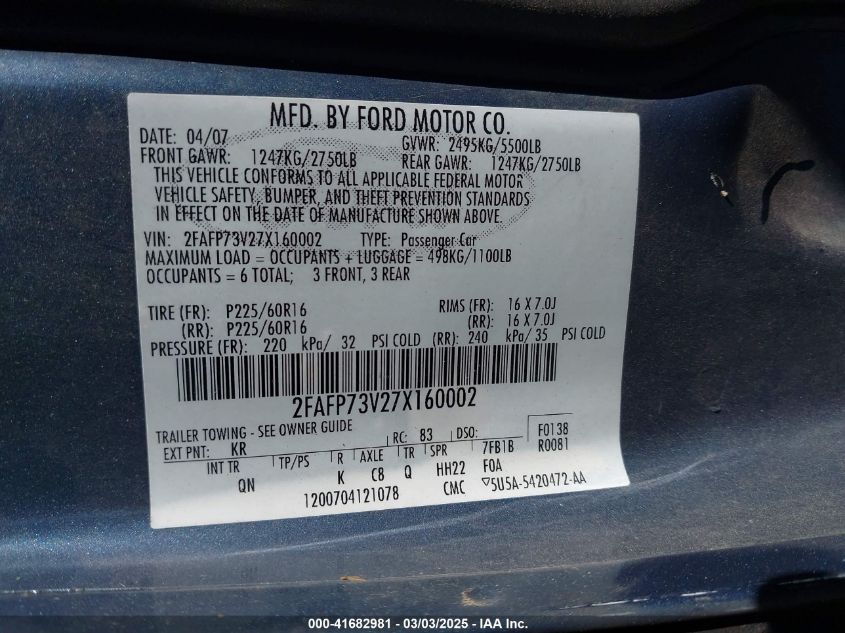 MFD. BY FORD MOTOR CO.
DATE: 04/07 GVWR: 2495KG/5500LB
FRONT GAWR: 1247KG/2750LB REAR GAWR: 1247KG/2750LB
THIS VEHICLE CONFORMS TO ALL APPLICABLE FEDERAL MOTOR
VEHICLE SAFETY, BUMPER, AND THEFT PREVENTION STANDARDS
IN EFFECT ON THE DATE OF MANUFACTURE SHOWN ABOVE.
VIN: 2FAFP73V27X160002 TYPE: Passenger Car
MAXIMUM LOAD = OCCUPANTS + LUGGAGE = 498KG/1100LB
OCCUPANTS = 6 TOTAL; 3 FRONT, 3 REAR
TIRE (FR): P225/60R16 RIMS (FR): 16 X 7.0J
(RR): P225/60R16 (RR): 16 X 7.0J
PRESSURE (FR): 220 kPa/ 32 PSI COLD (RR): 240 kPa/ 35 PSI COLD
2FAFP73V27X160002
TRAILER TOWING - SEE OWNER GUIDE
EXT PNT: KR RC: 83 DSO: F0138
INT TR TP/PS R AXLE TR SPR 7FB1B R0081
QN K C8 Q HH22 F0A
1200704121078 CMC 5U5A-5420472-AA
000-41682981 - 03/03/2025 - IAA, Inc.